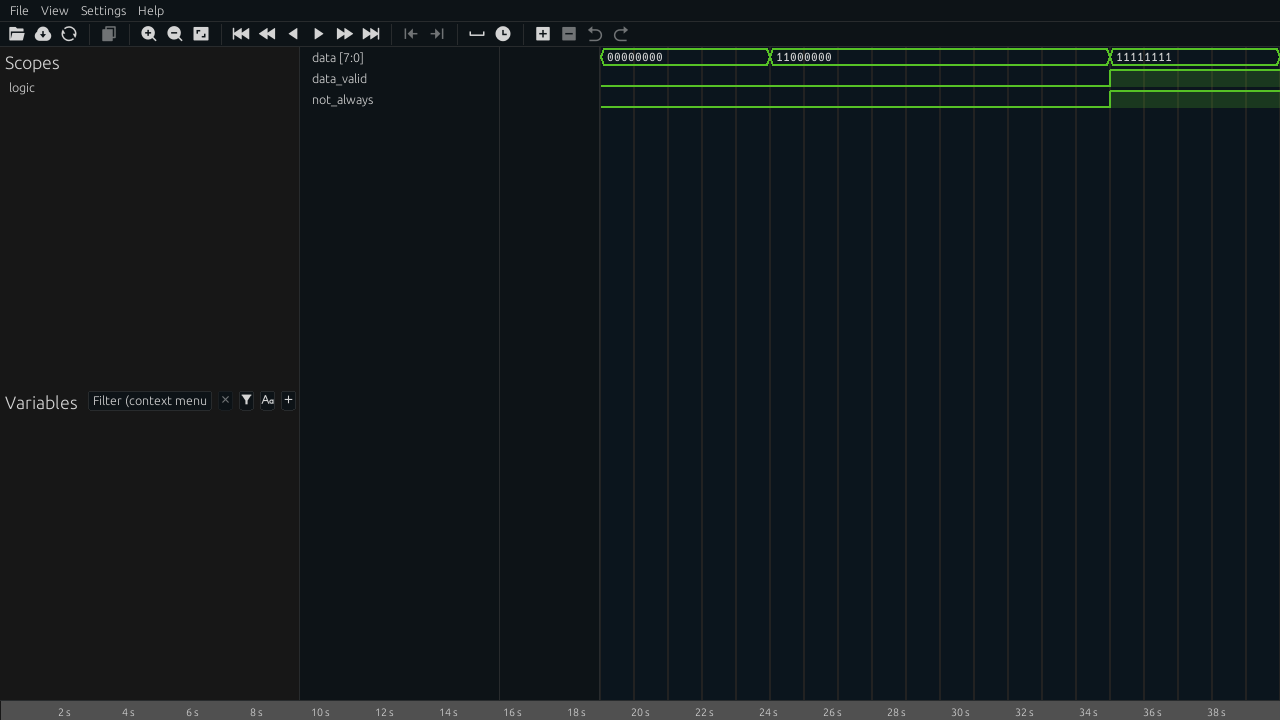 File View Settings Help
Scopes
logic
Variables Filter (context menu × Aa +
data [7:0]
data_valid
not_always
00000000 11000000 11111111
2 s 4 s 6 s 8 s 10 s 12 s 14 s 16 s 18 s 20 s 22 s 24 s 26 s 28 s 30 s 32 s 34 s 36 s 38 s